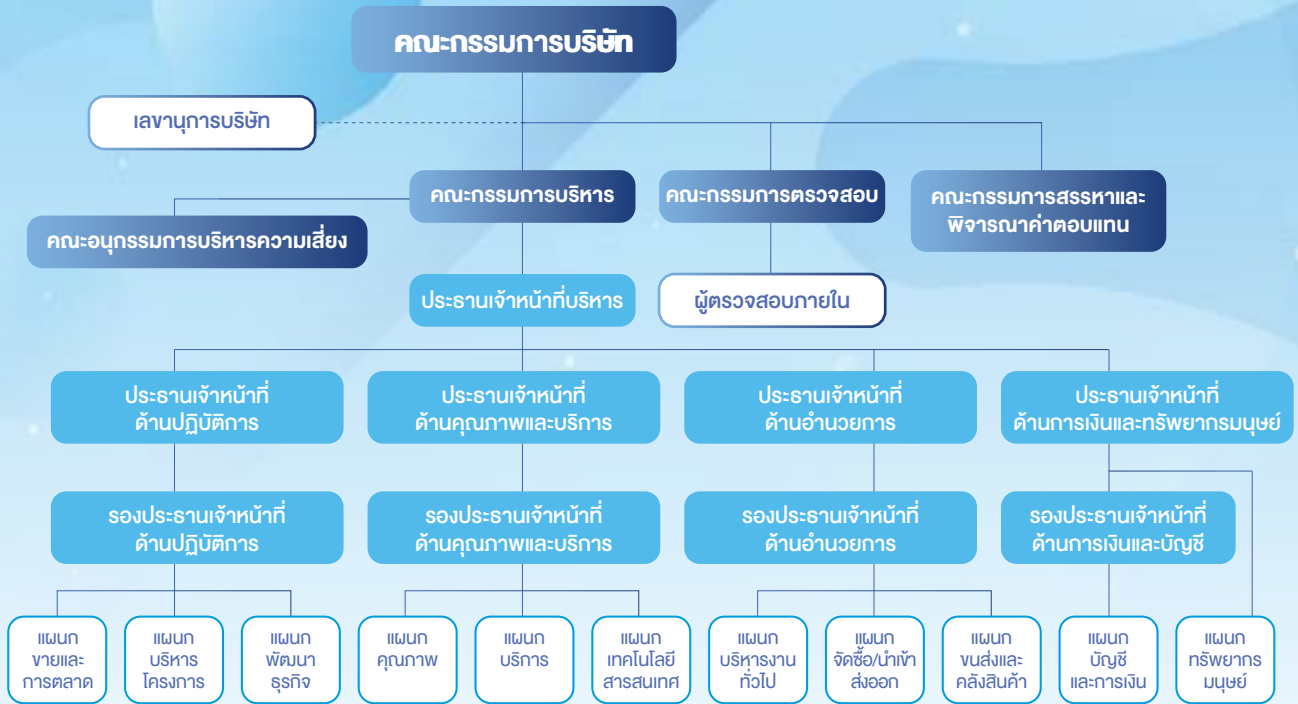 คณะกรรมการบริษัท
เลขานุการบริษัท
คณะกรรมการบริหาร
คณะกรรมการตรวจสอบ
คณะกรรมการสรรหาและ
พิจารณาค่าตอบแทน
คณะอนุกรรมการบริหารความเสี่ยง
ประธานเจ้าหน้าที่บริหาร
ผู้ตรวจสอบภายใน
ประธานเจ้าหน้าที่
ด้านปฏิบัติการ
ประธานเจ้าหน้าที่
ด้านคุณภาพและบริการ
ประธานเจ้าหน้าที่
ด้านอำนวยการ
ประธานเจ้าหน้าที่
ด้านการเงินและทรัพยากรมนุษย์
รองประธานเจ้าหน้าที่
ด้านปฏิบัติการ
รองประธานเจ้าหน้าที่
ด้านคุณภาพและบริการ
รองประธานเจ้าหน้าที่
ด้านอำนวยการ
รองประธานเจ้าหน้าที่
ด้านการเงินและบัญชี
แผนก
ขายและ
การตลาด
แผนก
บริหาร
โครงการ
แผนก
พัฒนา
ธุรกิจ
แผนก
คุณภาพ
แผนก
บริการ
แผนก
เทคโนโลยี
สารสนเทศ
แผนก
บริหารงาน
ทั่วไป
แผนก
จัดซื้อ/นำเข้า
ส่งออก
แผนก
ขนส่งและ
คลังสินค้า
แผนก
บัญชี
และการเงิน
แผนก
ทรัพยากร
มนุษย์